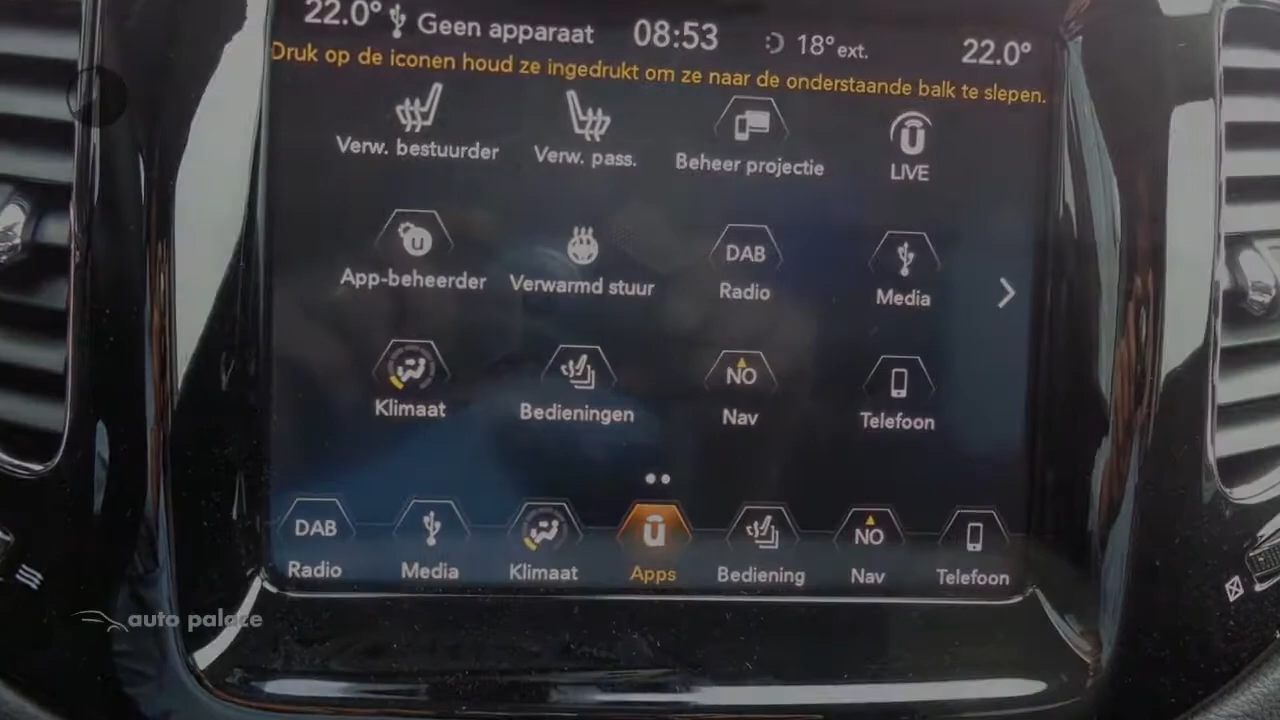 22.0° Geen apparaat 08:53 18° ext. 22.0°
Druk op de iconen houd ze ingedrukt om ze naar de onderstaande balk te slepen.
Verw. bestuurder Verw. pass. Beheer projectie LIVE
App-beheerder Verwarmd stuur DAB Radio Media
Klimaat Bedieningen NO Nav Telefoon
DAB NO
Radio Media Klimaat Apps Bediening Nav Telefoon
auto palace